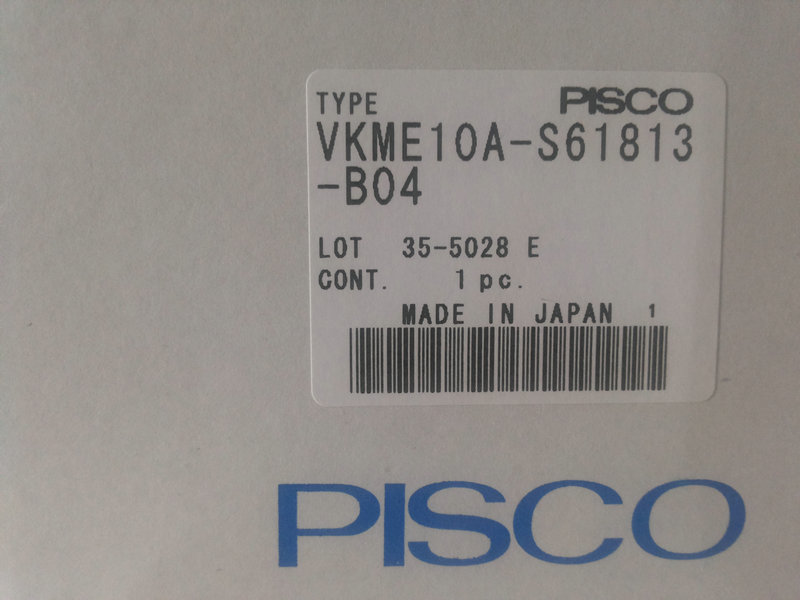 TYPE PISCO
VKME10A-S61813
-B04
LOT 35-5028 E
CONT. 1 pc.
MADE IN JAPAN 1
PISCO